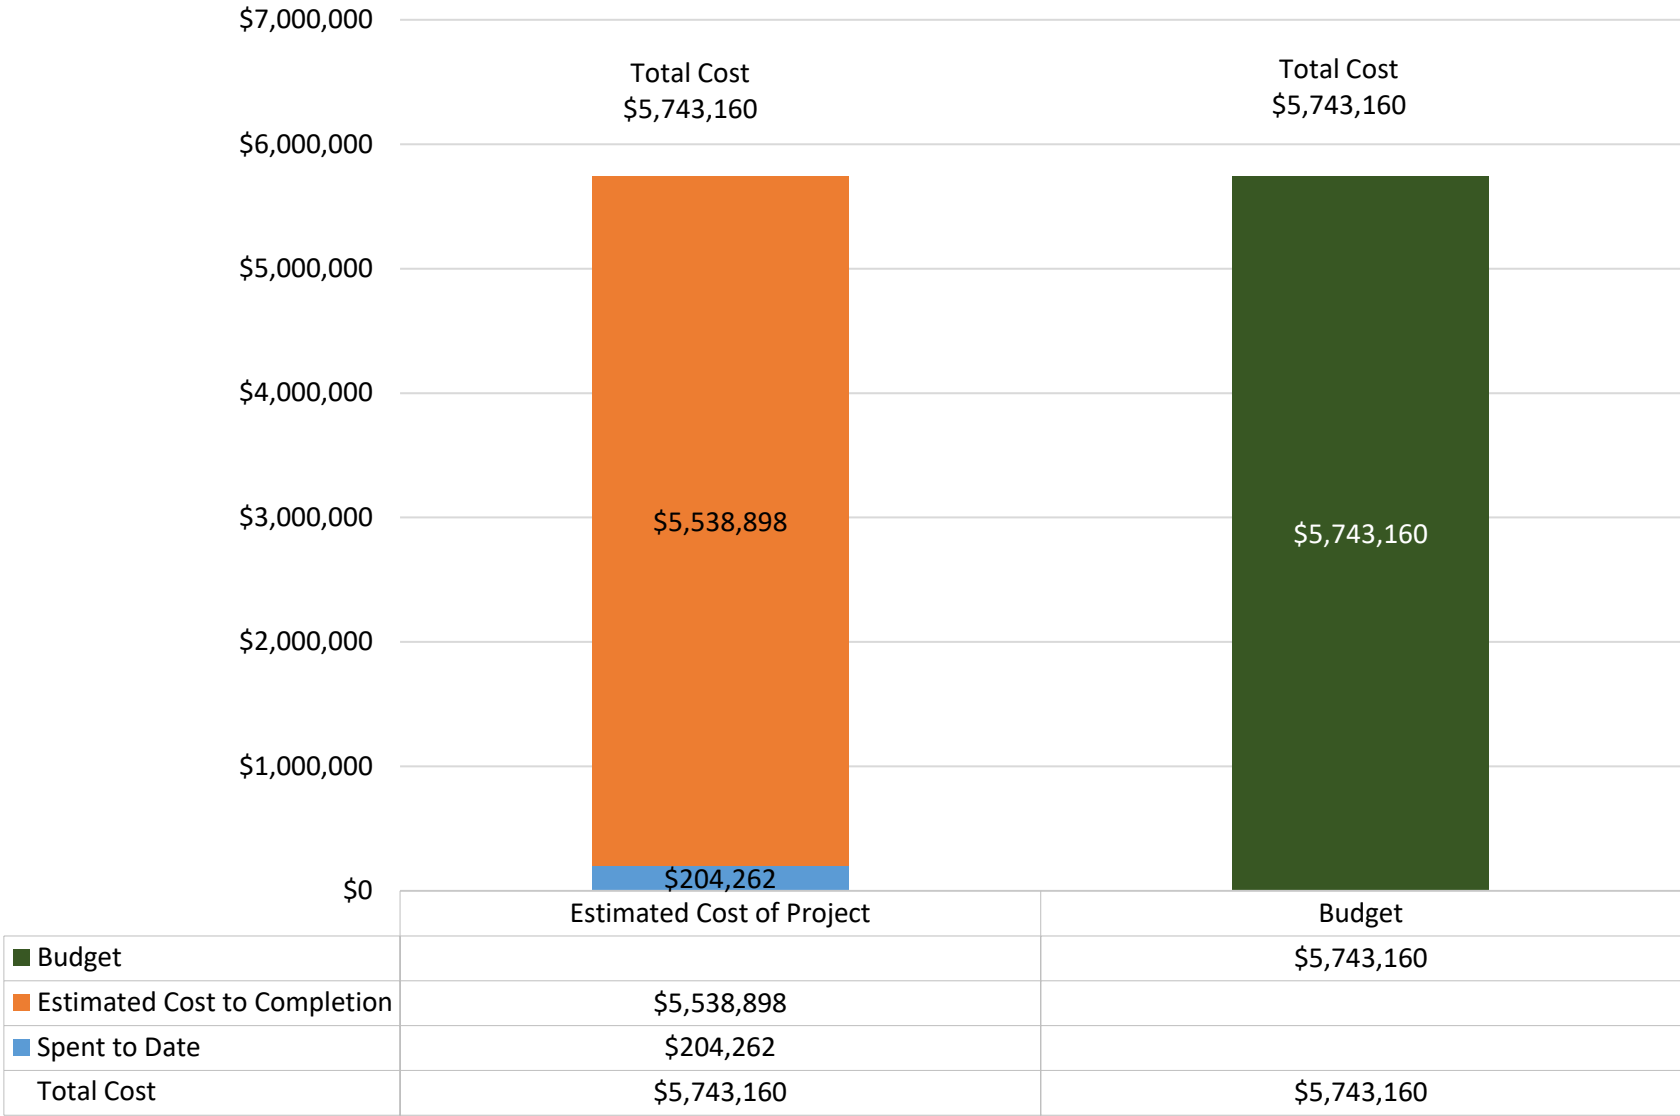 $7,000,000
Total Cost
$5,743,160
Total Cost
$5,743,160
$6,000,000
$5,000,000
$4,000,000
$3,000,000
$5,538,898
$5,743,160
$2,000,000
$1,000,000
$0
$204,262
Estimated Cost of Project Budget
Budget $5,743,160
Estimated Cost to Completion $5,538,898
Spent to Date $204,262
Total Cost $5,743,160 $5,743,160